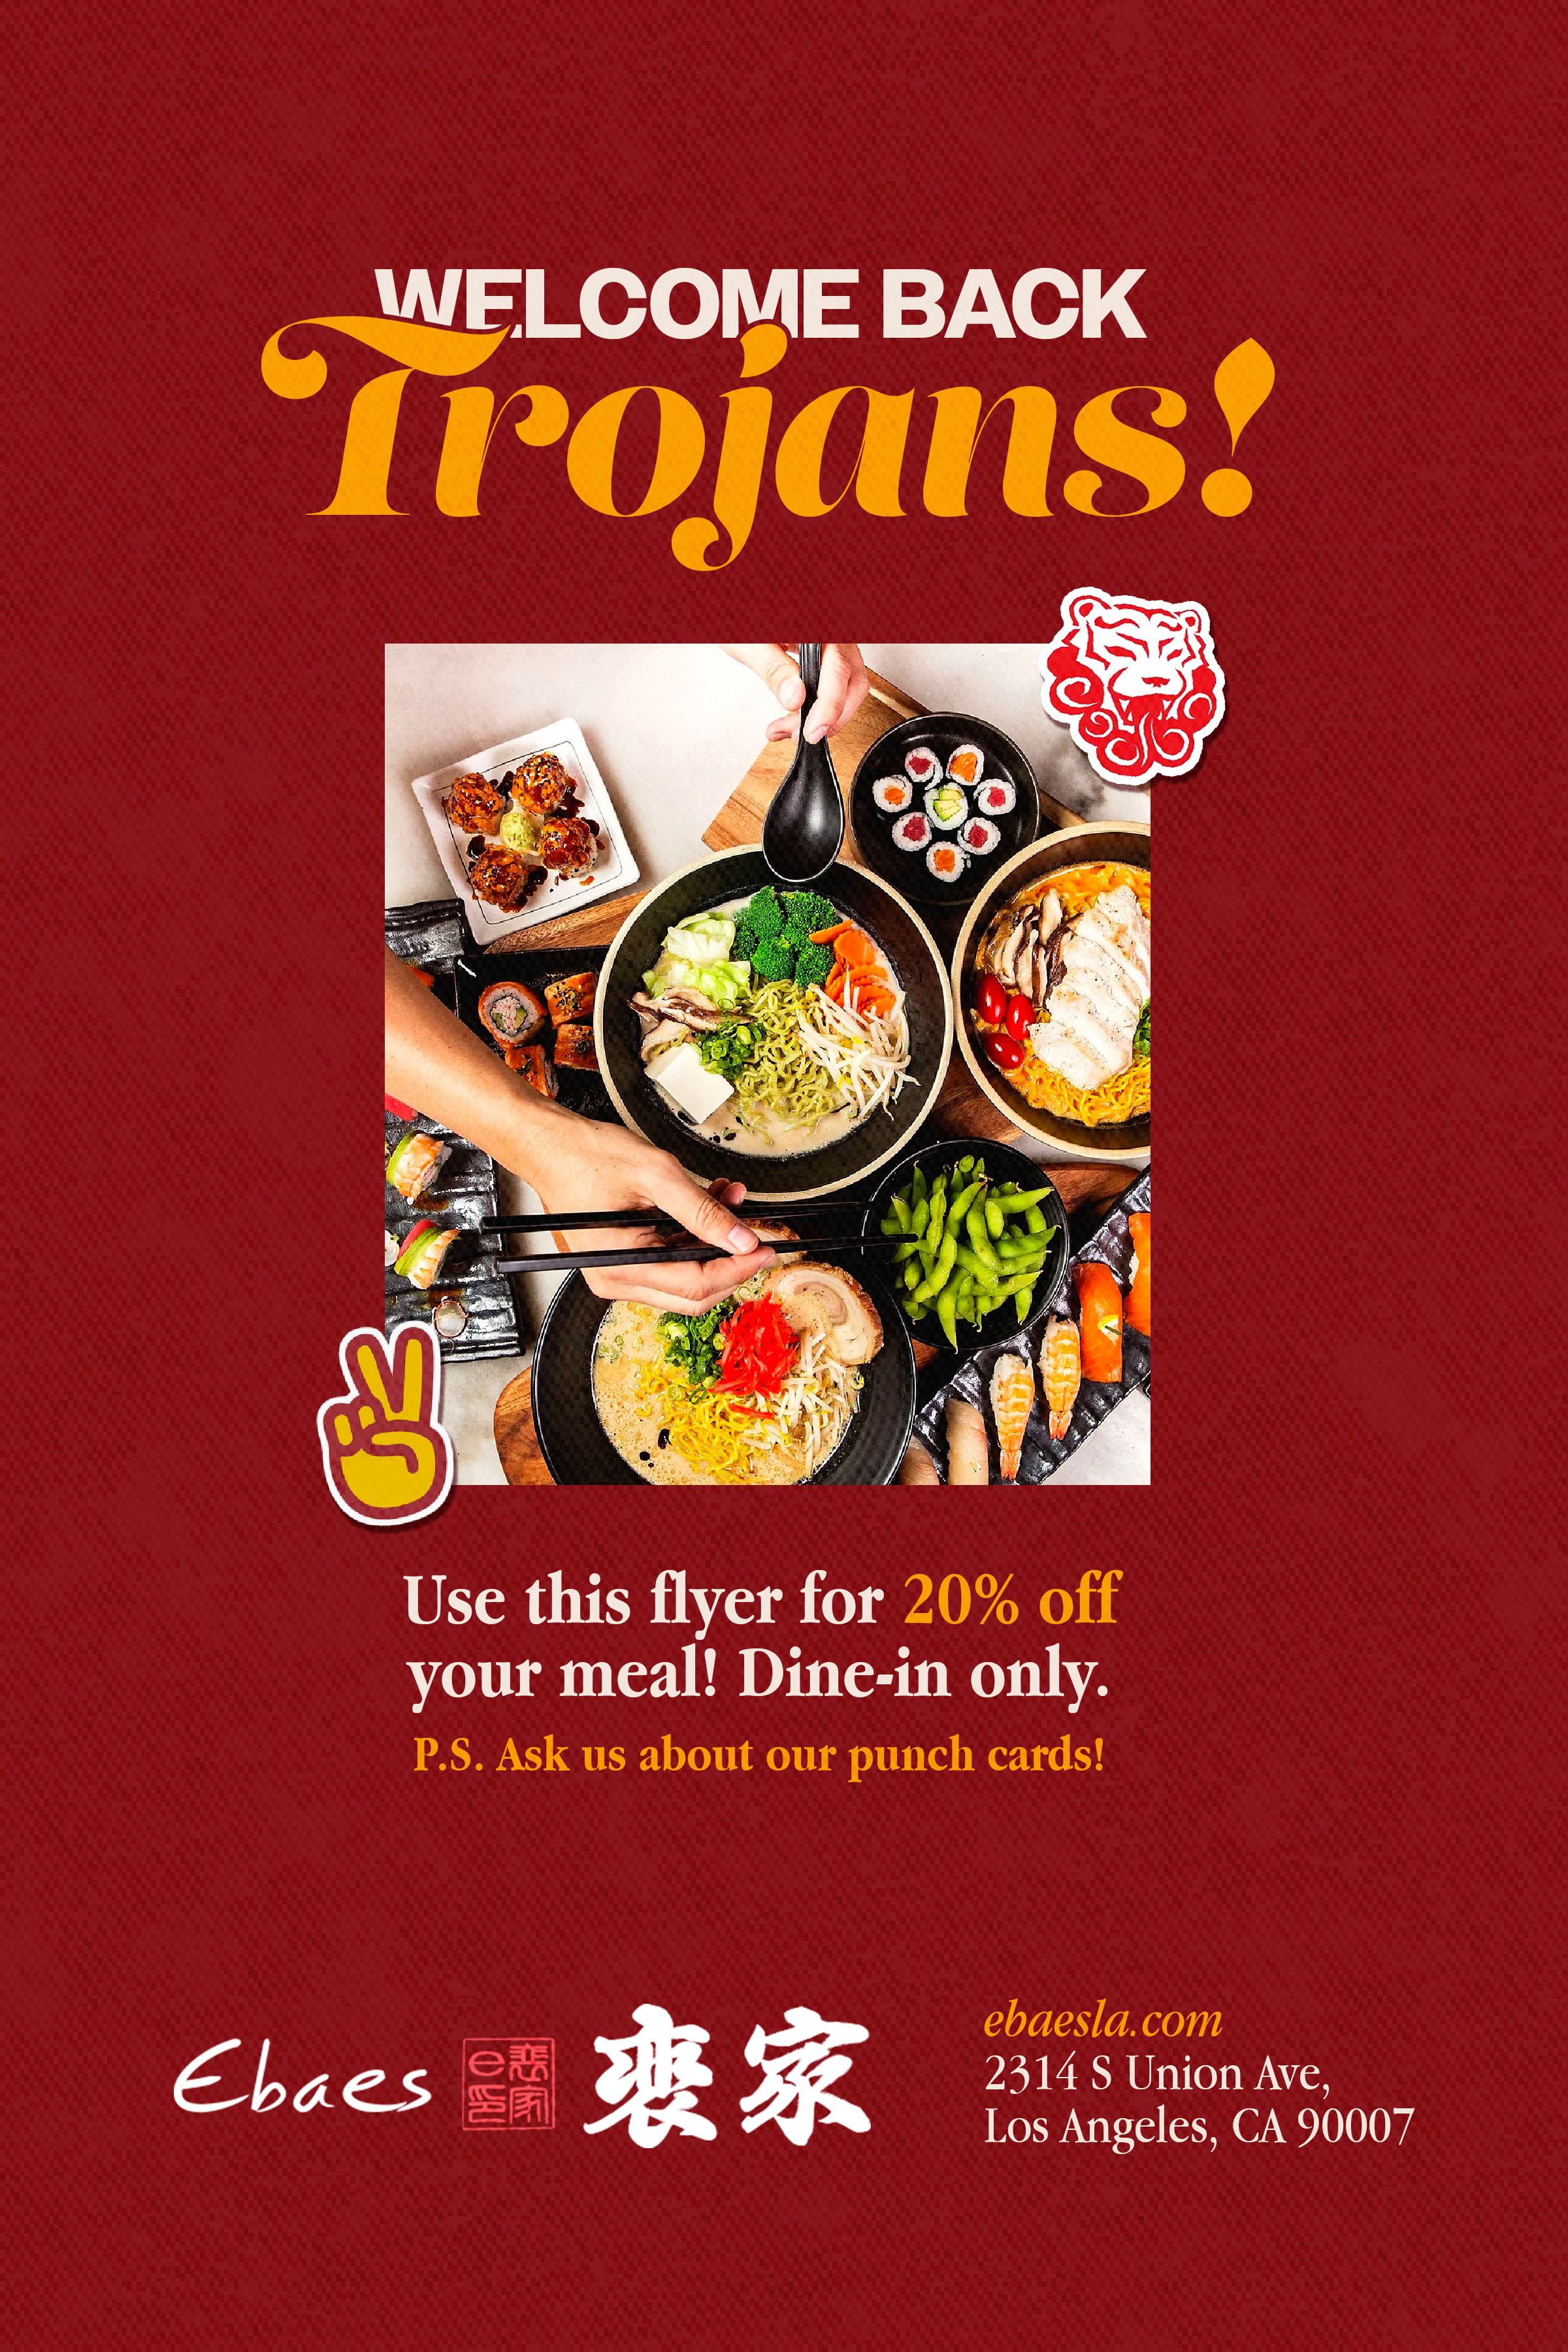 WELCOME BACK
Trojans!
Use this flyer for 20% off
your meal! Dine-in only.
P.S. Ask us about our punch cards!
Ebaes
裴家
ebaesla.com
2314 S Union Ave,
Los Angeles, CA 90007